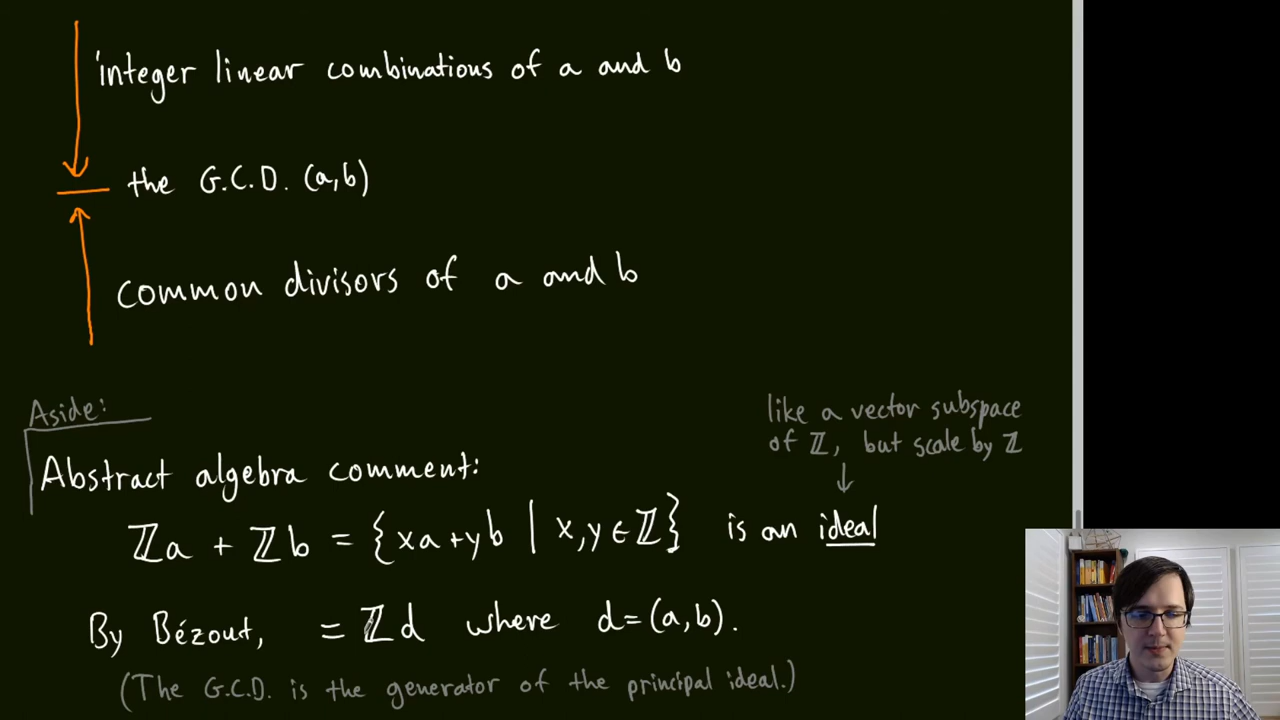 integer linear combinations of a and b
the G.C.D. (a,b)
common divisors of a and b
Aside:
like a vector subspace
of ℤ, but scale by ℤ
Abstract algebra comment:
ℤa + ℤb = {xa+yb | x,y∈ℤ} is an ideal
By Bézout, = ℤd where d=(a,b).
(The G.C.D. is the generator of the principal ideal.)